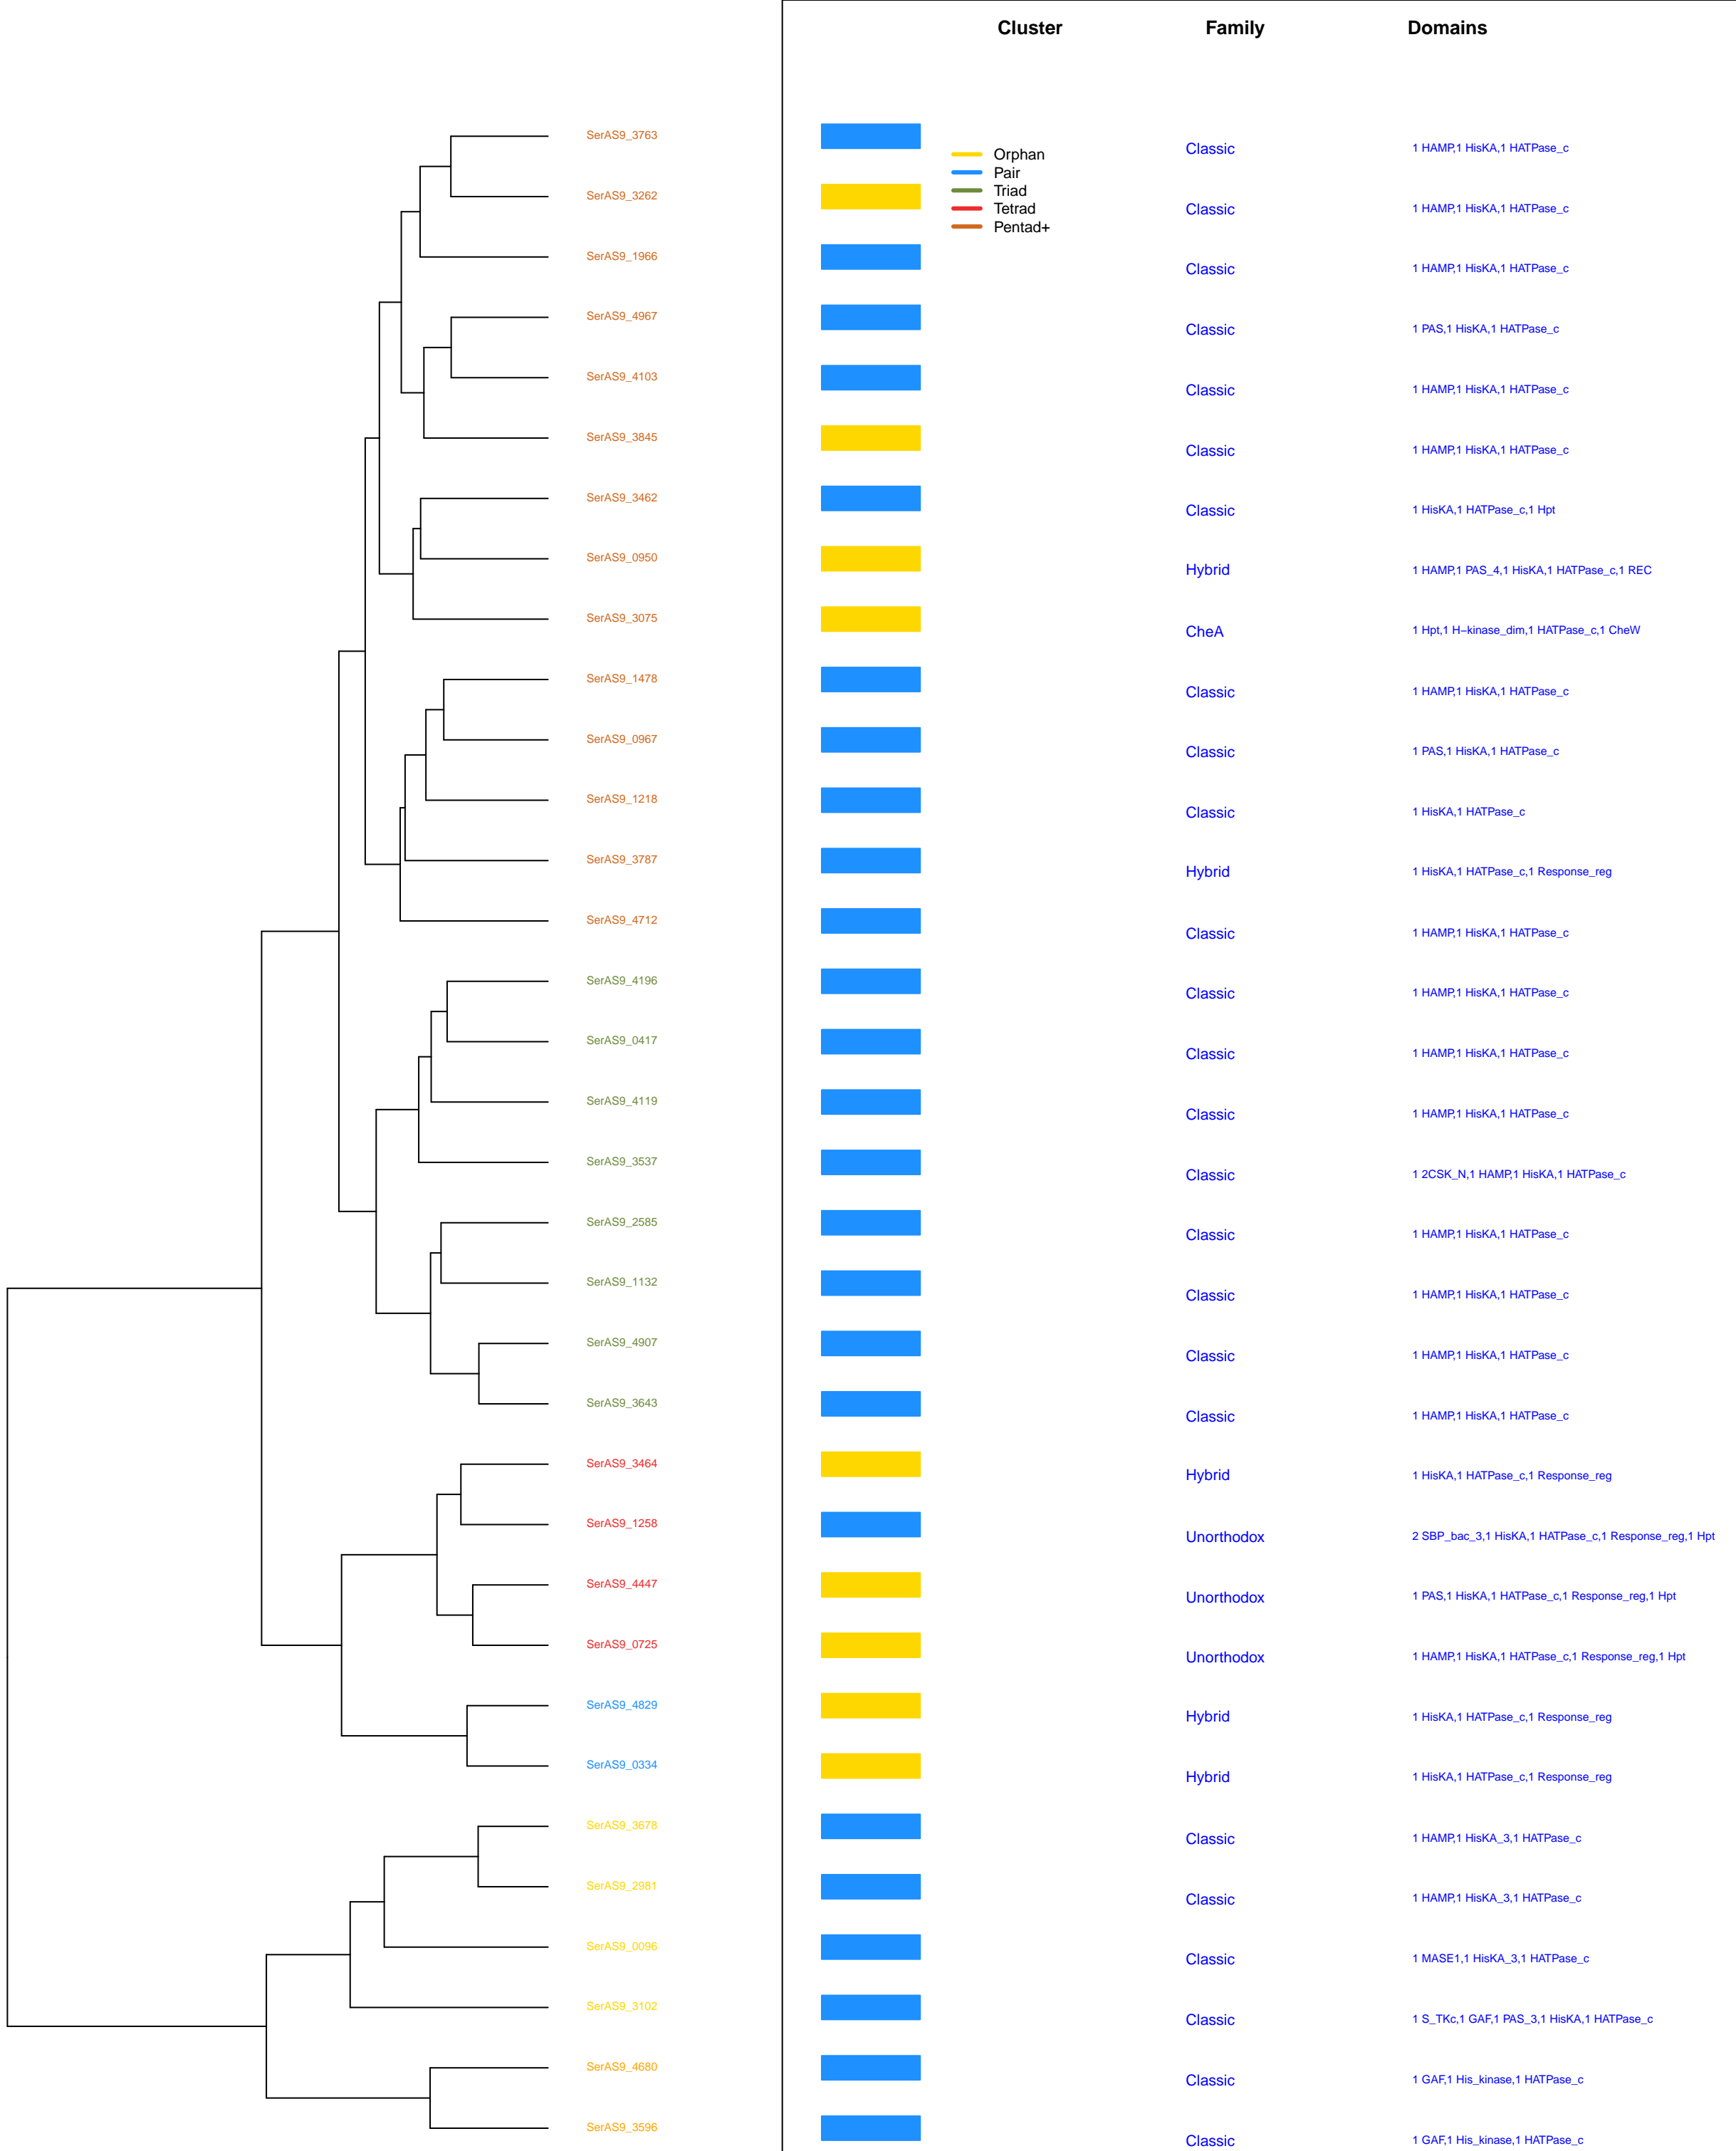 Cluster Family Domains
SerAS9_3763 Classic 1 HAMP,1 HisKA,1 HATPase_c
Orphan
Pair
Triad
Tetrad
Pentad+
SerAS9_3262 Classic 1 HAMP,1 HisKA,1 HATPase_c
SerAS9_1966 Classic 1 HAMP,1 HisKA,1 HATPase_c
SerAS9_4967 Classic 1 PAS,1 HisKA,1 HATPase_c
SerAS9_4103 Classic 1 HAMP,1 HisKA,1 HATPase_c
SerAS9_3845 Classic 1 HAMP,1 HisKA,1 HATPase_c
SerAS9_3462 Classic 1 HisKA,1 HATPase_c,1 Hpt
SerAS9_0950 Hybrid 1 HAMP,1 PAS_4,1 HisKA,1 HATPase_c,1 REC
SerAS9_3075 CheA 1 Hpt,1 H−kinase_dim,1 HATPase_c,1 CheW
SerAS9_1478 Classic 1 HAMP,1 HisKA,1 HATPase_c
SerAS9_0967 Classic 1 PAS,1 HisKA,1 HATPase_c
SerAS9_1218 Classic 1 HisKA,1 HATPase_c
SerAS9_3787 Hybrid 1 HisKA,1 HATPase_c,1 Response_reg
SerAS9_4712 Classic 1 HAMP,1 HisKA,1 HATPase_c
SerAS9_4196 Classic 1 HAMP,1 HisKA,1 HATPase_c
SerAS9_0417 Classic 1 HAMP,1 HisKA,1 HATPase_c
SerAS9_4119 Classic 1 HAMP,1 HisKA,1 HATPase_c
SerAS9_3537 Classic 1 2CSK_N,1 HAMP,1 HisKA,1 HATPase_c
SerAS9_2585 Classic 1 HAMP,1 HisKA,1 HATPase_c
SerAS9_1132 Classic 1 HAMP,1 HisKA,1 HATPase_c
SerAS9_4907 Classic 1 HAMP,1 HisKA,1 HATPase_c
SerAS9_3643 Classic 1 HAMP,1 HisKA,1 HATPase_c
SerAS9_3464 Hybrid 1 HisKA,1 HATPase_c,1 Response_reg
SerAS9_1258 Unorthodox 2 SBP_bac_3,1 HisKA,1 HATPase_c,1 Response_reg,1 Hpt
SerAS9_4447 Unorthodox 1 PAS,1 HisKA,1 HATPase_c,1 Response_reg,1 Hpt
SerAS9_0725 Unorthodox 1 HAMP,1 HisKA,1 HATPase_c,1 Response_reg,1 Hpt
SerAS9_4829 Hybrid 1 HisKA,1 HATPase_c,1 Response_reg
SerAS9_0334 Hybrid 1 HisKA,1 HATPase_c,1 Response_reg
SerAS9_3678 Classic 1 HAMP,1 HisKA_3,1 HATPase_c
SerAS9_2981 Classic 1 HAMP,1 HisKA_3,1 HATPase_c
SerAS9_0096 Classic 1 MASE1,1 HisKA_3,1 HATPase_c
SerAS9_3102 Classic 1 S_TKc,1 GAF,1 PAS_3,1 HisKA,1 HATPase_c
SerAS9_4680 Classic 1 GAF,1 His_kinase,1 HATPase_c
SerAS9_3596 Classic 1 GAF,1 His_kinase,1 HATPase_c